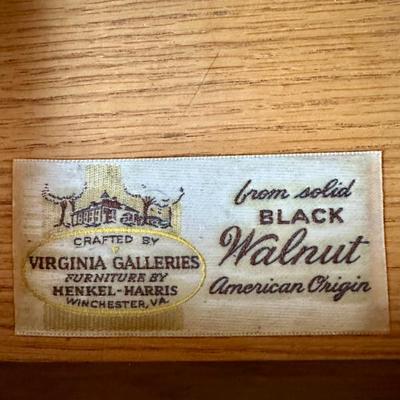 CRAFTED BY
VIRGINIA GALLERIES
FURNITURE BY
HENKEL-HARRIS
WINCHESTER, VA.
from solid
BLACK
Walnut
American Origin